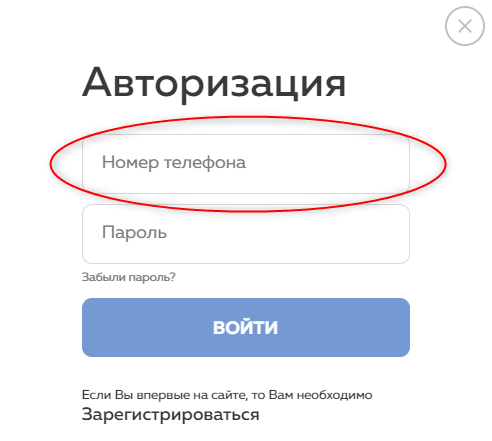 Авторизация
Номер телефона
Пароль
Забыли пароль?
ВОЙТИ
Если Вы впервые на сайте, то Вам необходимо
Зарегистрироваться